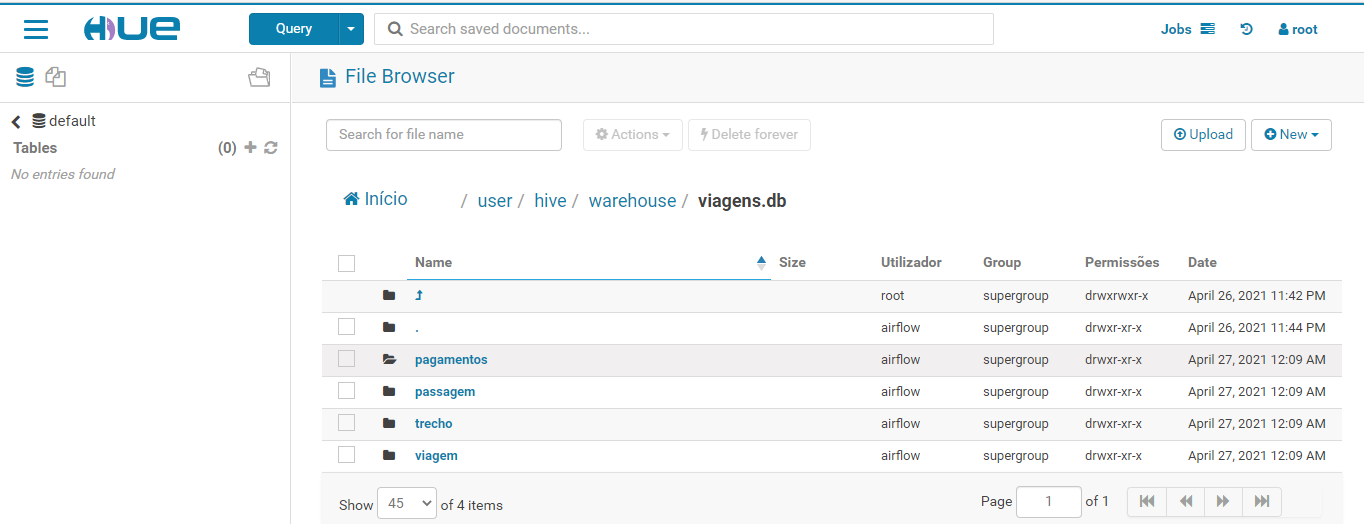 HUE Query Search saved documents... Jobs root
File Browser
default
Tables (0)
No entries found
Search for file name Actions Delete forever Upload New
Início / user / hive / warehouse / viagens.db
Name Size Utilizador Group Permissões Date
root supergroup drwxrwxr-x April 26, 2021 11:42 PM
. airflow supergroup drwxr-xr-x April 26, 2021 11:44 PM
pagamentos airflow supergroup drwxr-xr-x April 27, 2021 12:09 AM
passagem airflow supergroup drwxr-xr-x April 27, 2021 12:09 AM
trecho airflow supergroup drwxr-xr-x April 27, 2021 12:09 AM
viagem airflow supergroup drwxr-xr-x April 27, 2021 12:09 AM
Show 45 of 4 items Page 1 of 1